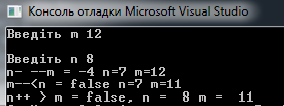 Консоль отладки Microsoft Visual Studio
Введіть m 12
Введіть n 8
n- --m = -4 n=7 m=12
m--<n = false n=7 m=11
n++ > m = false, n = 8 m = 11